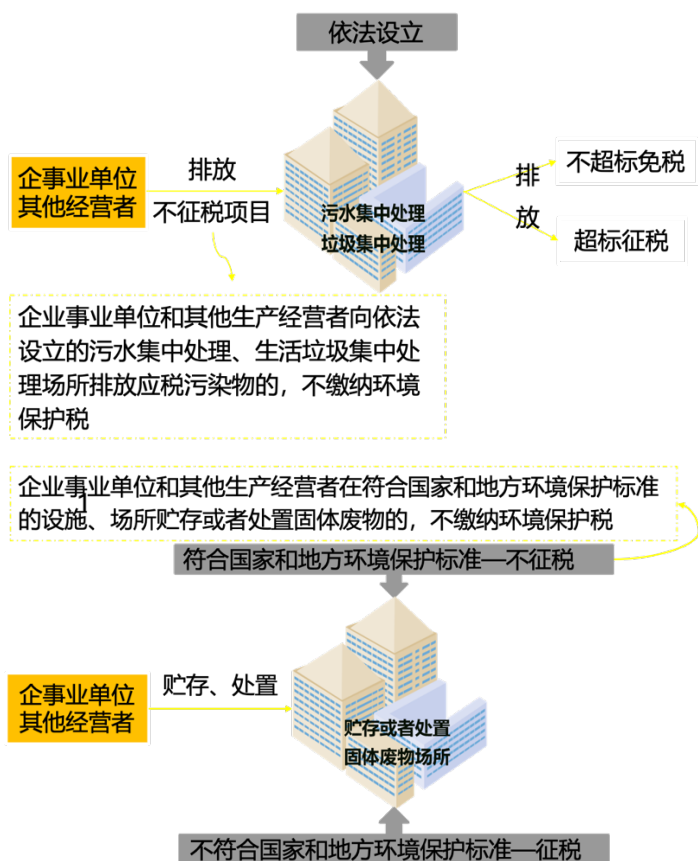 依法设立
企事业单位
其他经营者
排放
不征税项目
污水集中处理
垃圾集中处理
排
放
不超标免税
超标征税
企业事业单位和其他生产经营者向依法
设立的污水集中处理、生活垃圾集中处
理场所排放应税污染物的，不缴纳环境
保护税
企业事业单位和其他生产经营者在符合国家和地方环境保护标准
的设施、场所贮存或者处置固体废物的，不缴纳环境保护税
符合国家和地方环境保护标准—不征税
企事业单位
其他经营者
贮存、处置
贮存或者处置
固体废物场所
不符合国家和地方环境保护标准—征税